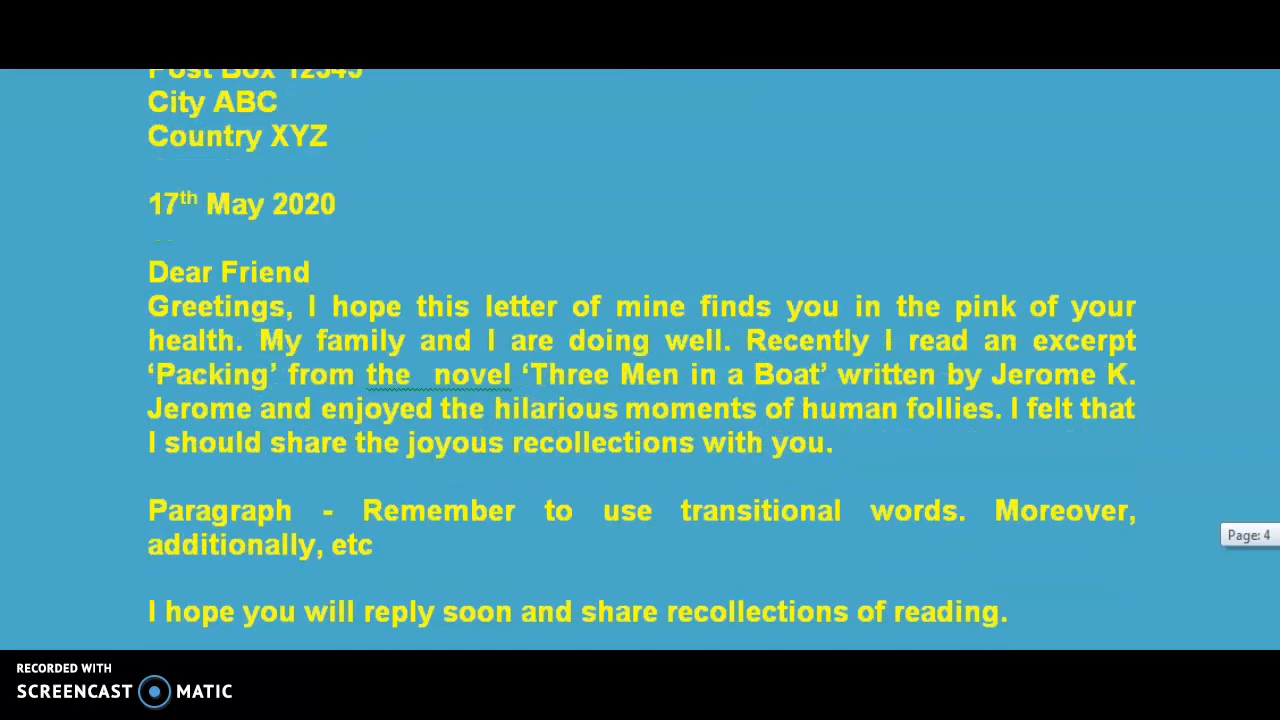 Post Box 12345
City ABC
Country XYZ
17th May 2020
Dear Friend
Greetings, I hope this letter of mine finds you in the pink of your
health. My family and I are doing well. Recently I read an excerpt
‘Packing’ from the novel ‘Three Men in a Boat’ written by Jerome K.
Jerome and enjoyed the hilarious moments of human follies. I felt that
I should share the joyous recollections with you.
Paragraph - Remember to use transitional words. Moreover,
additionally, etc
Page: 4
I hope you will reply soon and share recollections of reading.
RECORDED WITH
SCREENCAST MATIC